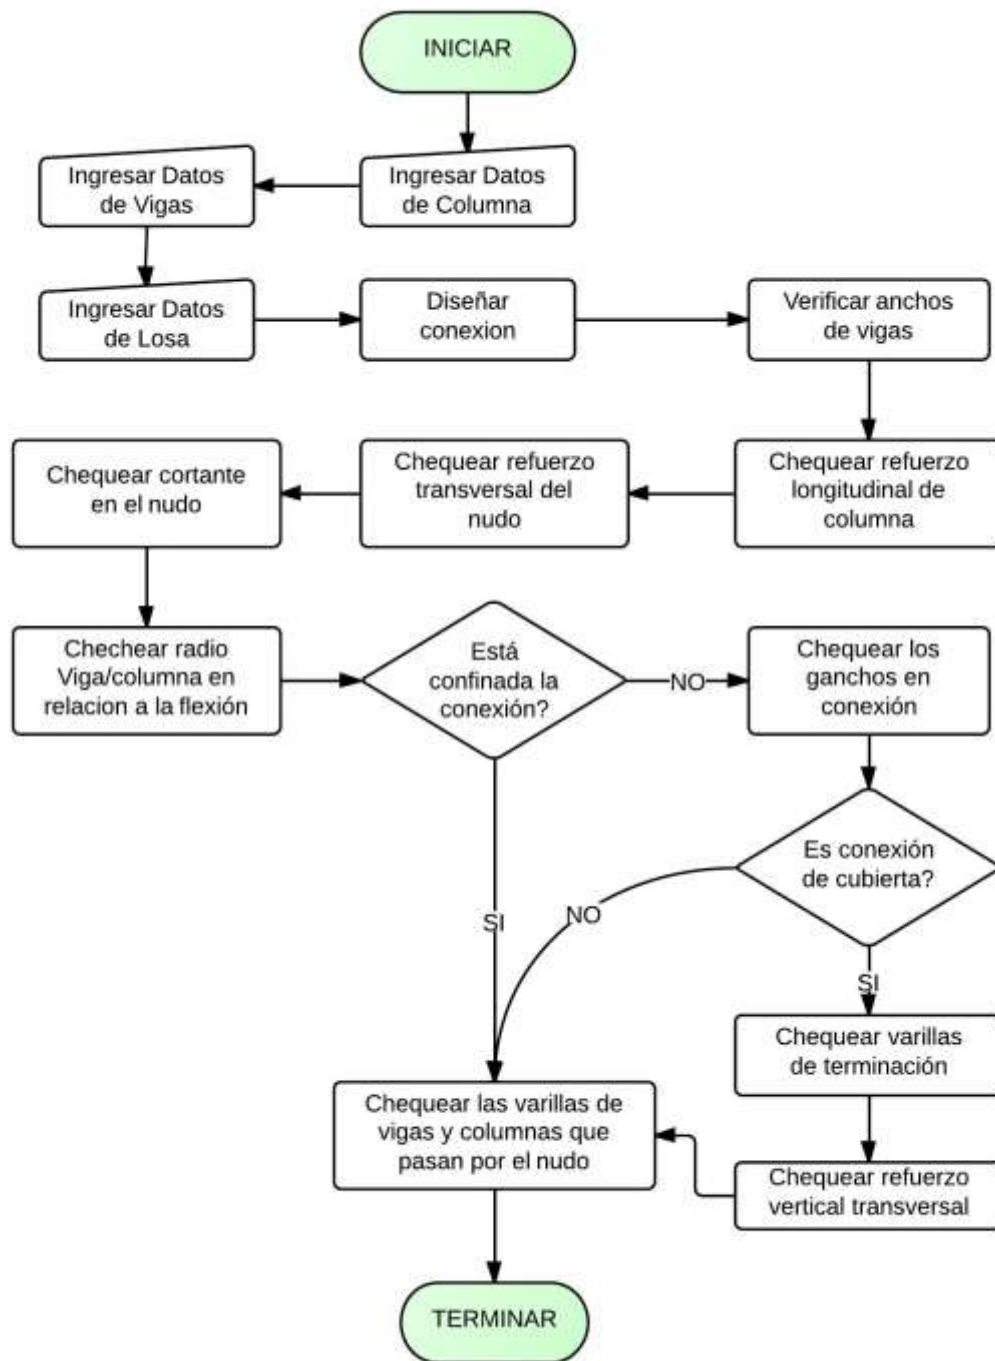 INICIAR
Ingresar Datos
de Columna
Ingresar Datos
de Vigas
Ingresar Datos
de Losa
Diseñar
conexion
Verificar anchos
de vigas
Chequear refuerzo
longitudinal de
columna
Chequear refuerzo
transversal del
nudo
Chequear cortante
en el nudo
Chechear radio
Viga/columna en
relacion a la flexión
Está
confinada la
conexión?
NO
Chequear los
ganchos en
conexión
Es conexión
de cubierta?
NO
SI
SI
Chequear varillas
de terminación
Chequear refuerzo
vertical transversal
Chequear las varillas de
vigas y columnas que
pasan por el nudo
TERMINAR